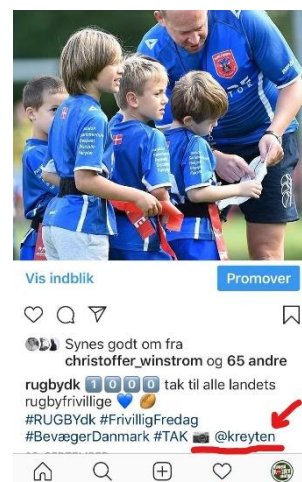 Vis indblik
Promover
Synes godt om fra
christoffer_winstrom og 65 andre
rugbydk 1️⃣0️⃣0️⃣0️⃣ tak til alle landets
rugbyfrivillige 💙 🏉
#RUGBYdk #FrivilligFredag
#BevægerDanmark #TAK 📷 @kreyten